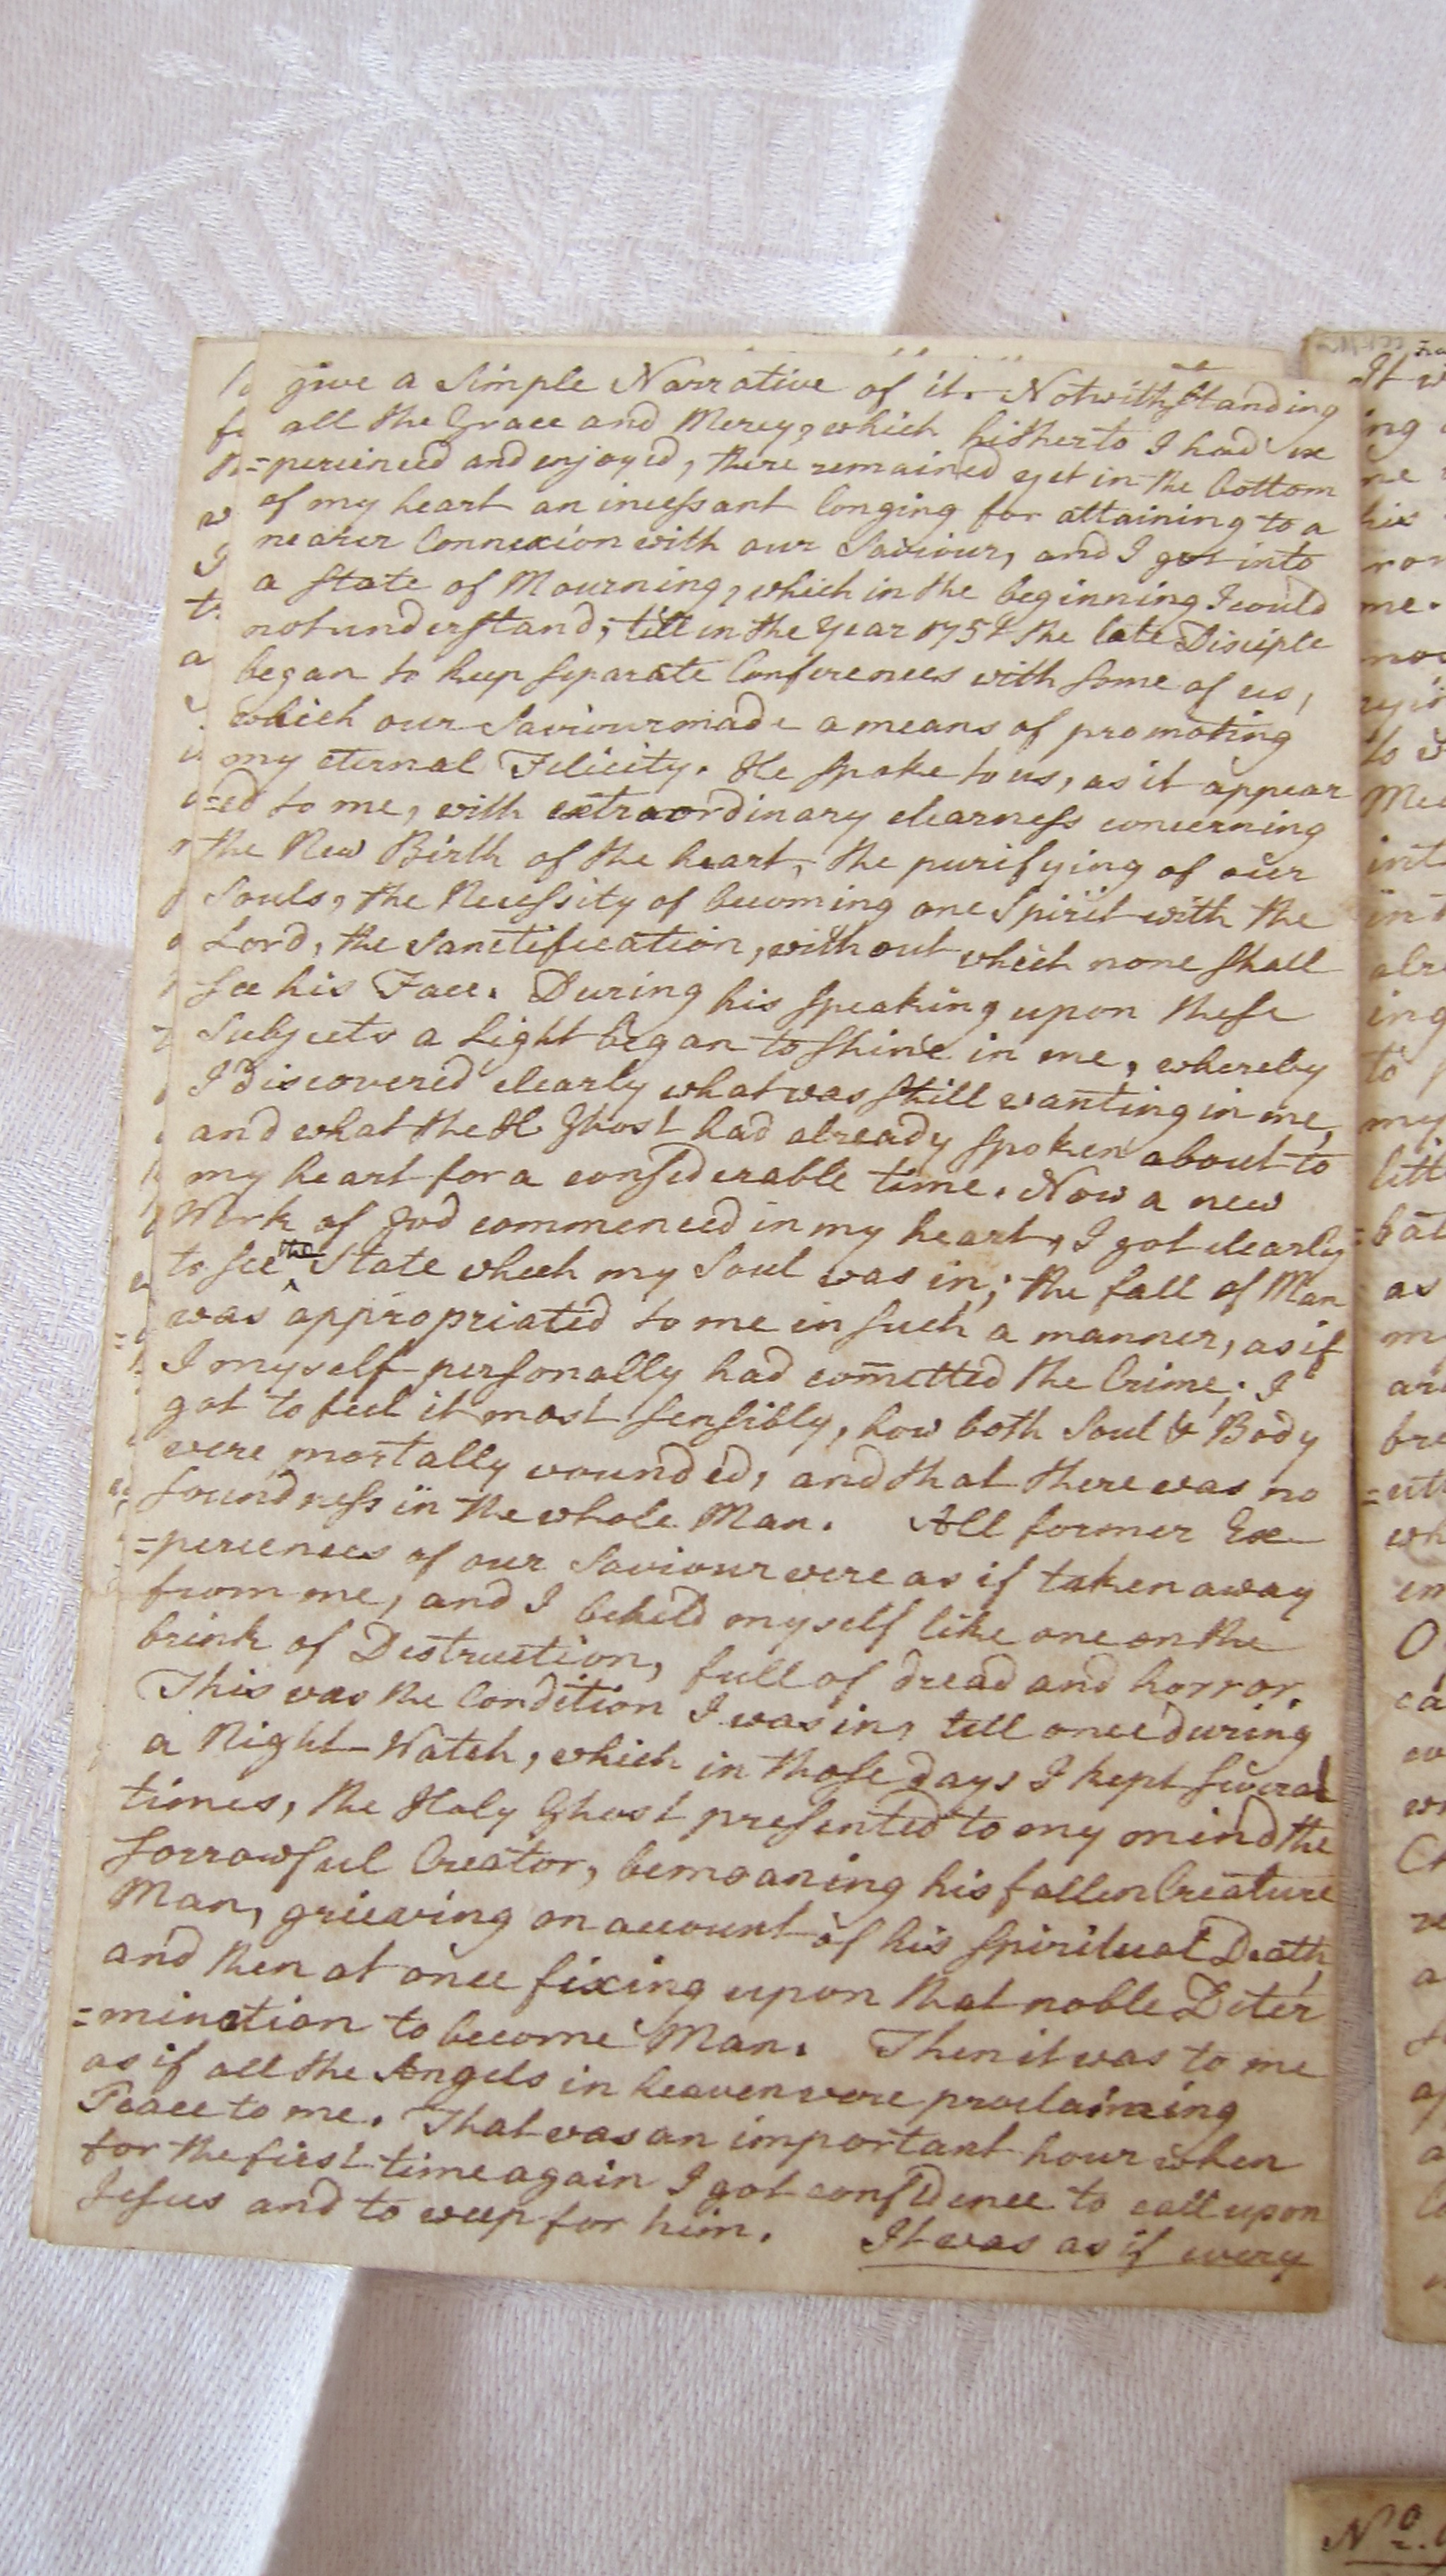 give a Simple Narrative of it. Notwithstanding
all the Grace and Mercy, which hitherto I had ex
=perienced and enjoyed, there remained yet in the bottom
of my heart an incessant longing for attaining to a
nearer Connexion with our Saviour, and I got into
a State of Mourning, which in the beginning I could
not understand; till in the Year the late Disciple
began to keep separate Conferences with some of us,
which our Saviour made a means of promoting
my eternal Felicity. He spoke to us, as it appear
=ed to me, with extraordinary clearness concerning
the New Birth of the heart, the purifying of our
Souls, the Necessity of becoming one Spirit with the
Lord, the Sanctification, without which none shall
see his Face. During his speaking upon these
Subjects a Light began to shine in me, whereby
I discovered clearly what was still wanting in me,
and what the H. Ghost had already spoken about to
my heart for a considerable time. Now a new
Work of God commenced in my heart, I got clearly
to see the State which my Soul was in; the fall of Man
was appropriated to me in such a manner, as if
I myself personally had com̅itted the Crime; I
got to feel it most sensibly, how both Soul & Body
were mortally wounded, and that there was no
soundness in the whole Man. All former Ex
=periences of our Saviour were as if taken away
from me, and I beheld myself like one on the
brink of Destruction, full of dread and horror.
This was the Condition I was in, till once during
a Night-Watch, which in those days I kept several
times, the Holy Ghost presented to my mind the
sorrowful Creator, bemoaning his fallen Creature
Man, grieving on account of his Spiritual Death,
and then at once fixing upon that noble Deter
=mination to become Man. Then it was to me
as if all the Angels in heaven were proclaiming
Peace to me. That was an important hour when
for the first time again I got confidence to call upon
Jesus and to weep for him. It was as if every
No.